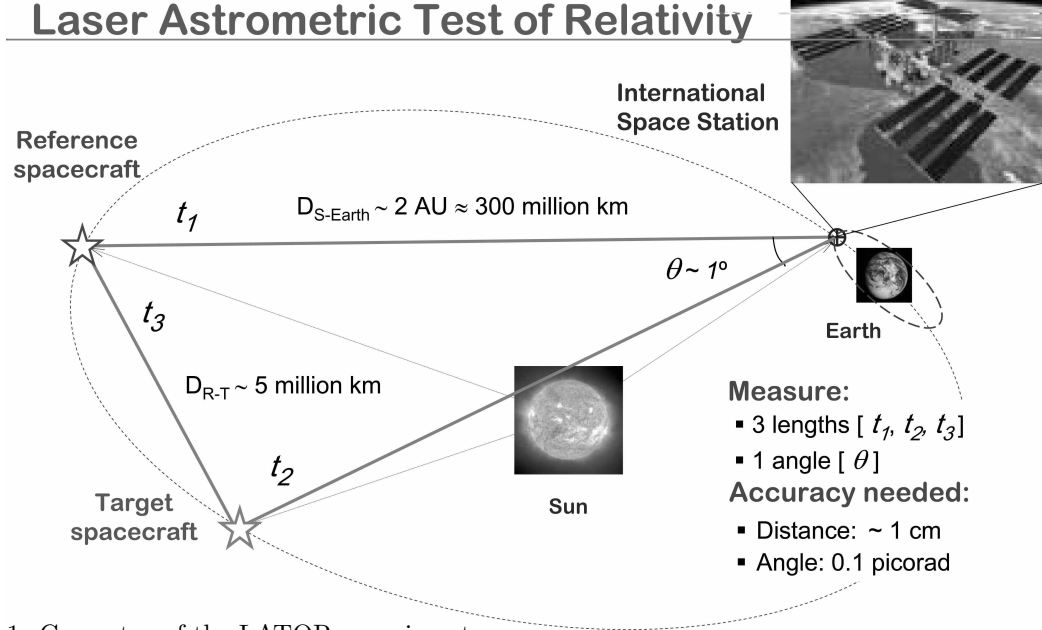 Laser Astrometric Test of Relativity
International
Space Station
Reference
spacecraft
t1
DS-Earth ~ 2 AU ≈ 300 million km
θ ~ 1º
t3
Earth
DR-T ~ 5 million km
Measure:
▪ 3 lengths [ t1, t2, t3 ]
t2
▪ 1 angle [ θ ]
Accuracy needed:
Target
spacecraft
Sun
▪ Distance: ~ 1 cm
▪ Angle: 0.1 picorad